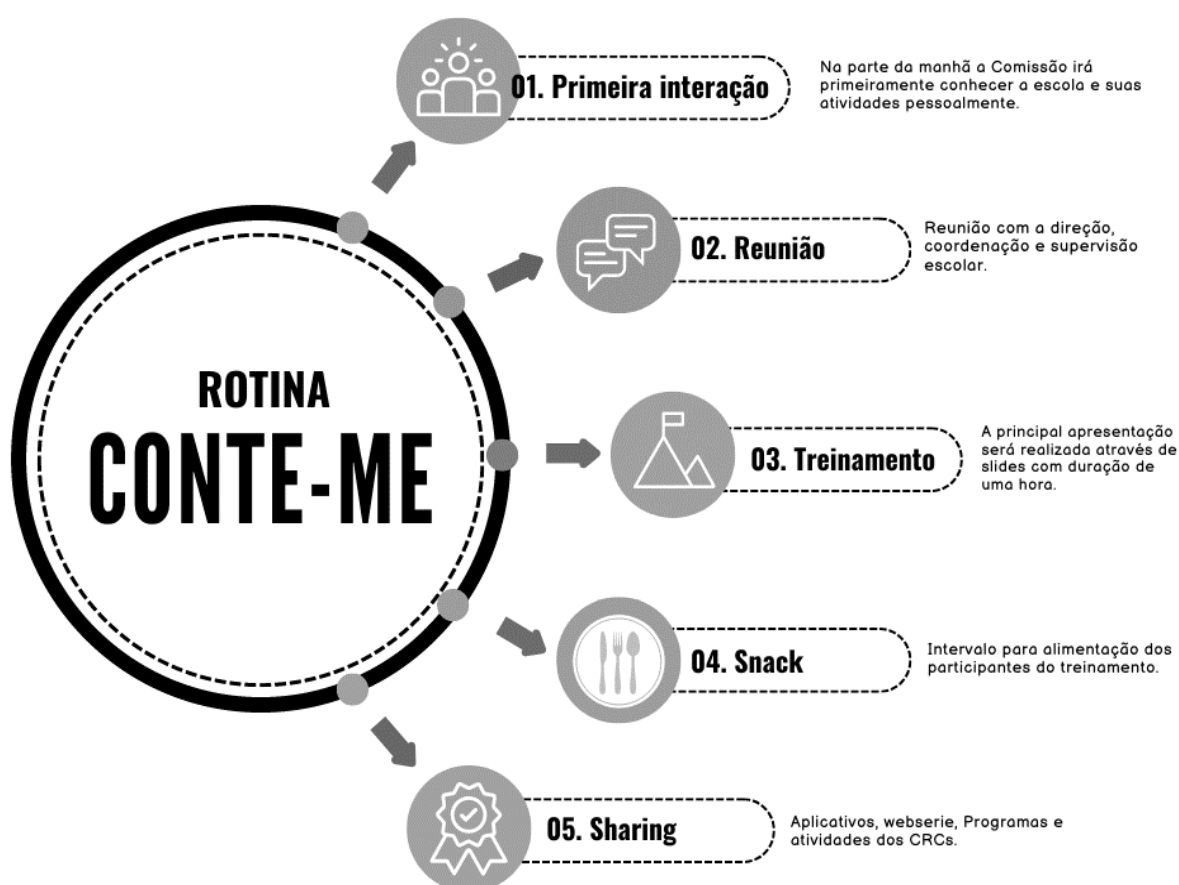 ROTINA
CONTE-ME
01. Primeira interação
Na parte da manhã a Comissão irá
primeiramente conhecer a escola e suas
atividades pessoalmente.
02. Reunião
Reunião com a direção,
coordenação e supervisão
escolar.
03. Treinamento
A principal apresentação
será realizada através de
slides com duração de
uma hora.
04. Snack
Intervalo para alimentação dos
participantes do treinamento.
05. Sharing
Aplicativos, webserie, Programas e
atividades dos CRCs.